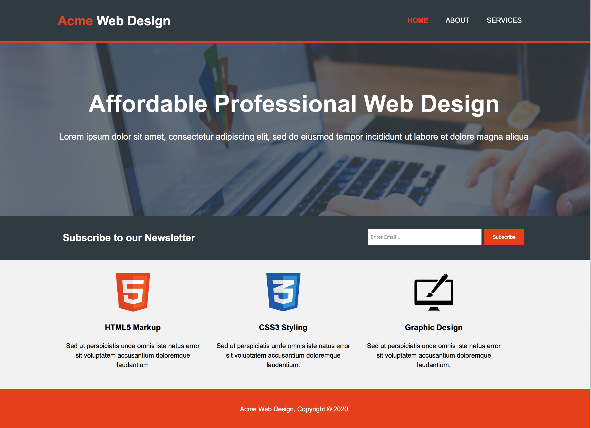 Acme Web Design
HOME ABOUT SERVICES
Affordable Professional Web Design
Lorem ipsum dolor sit amet, consectetur adipiscing elit, sed do eiusmod tempor incididunt ut labore et dolore magna aliqua
Subscribe to our Newsletter
Enter Email...
Subscribe
5
3
HTML5 Markup
Sed ut perspiciatis unde omnis iste natus error
sit voluptatem accusantium doloremque
laudantium
CSS3 Styling
Sed ut perspiciatis unde omnis iste natus error
sit voluptatem accusantium doloremque
laudantium.
Graphic Design
Sed ut perspiciatis unde omnis iste natus error
sit voluptatem accusantium doloremque
laudantium.
Acme Web Design, Copyright © 2020